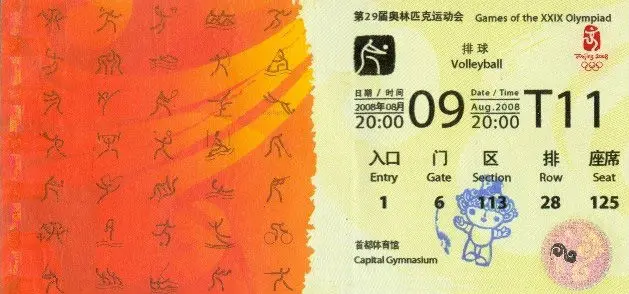 第29届奥林匹克运动会 Games of the XXIX Olympiad
排球
Volleyball
Beijing 2008
日期 / 时间 Date / Time
2008年08月 09 Aug.2008 T11
20:00 20:00
入口 门 区 排 座席
Entry Gate Section Row Seat
1 6 113 28 125
首都体育馆
Capital Gymnasium